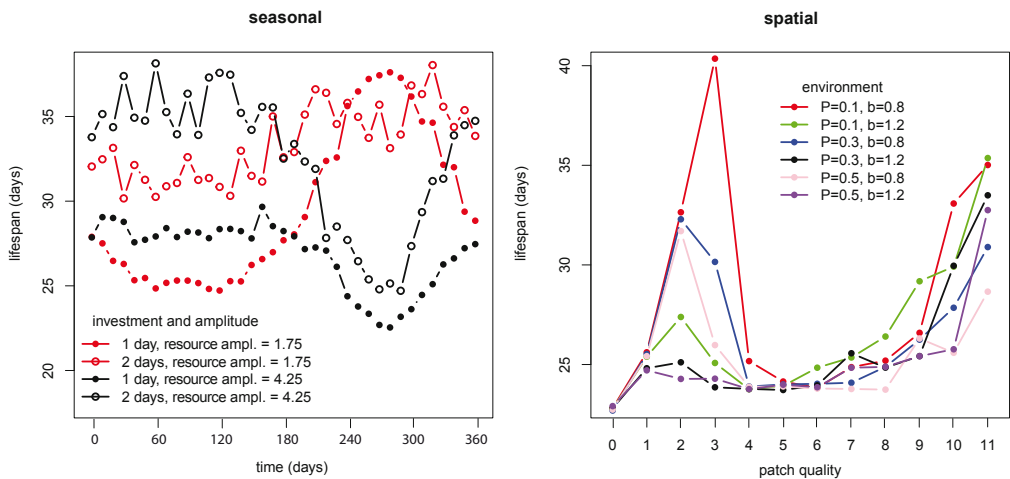 seasonal
lifespan (days)
35
30
25
20
investment and amplitude
1 day, resource ampl. = 1.75
2 days, resource ampl. = 1.75
1 day, resource ampl. = 4.25
2 days, resource ampl. = 4.25
0 60 120 180 240 300 360
time (days)
spatial
lifespan (days)
40
35
30
25
environment
P=0.1, b=0.8
P=0.1, b=1.2
P=0.3, b=0.8
P=0.3, b=1.2
P=0.5, b=0.8
P=0.5, b=1.2
0 1 2 3 4 5 6 7 8 9 10 11
patch quality